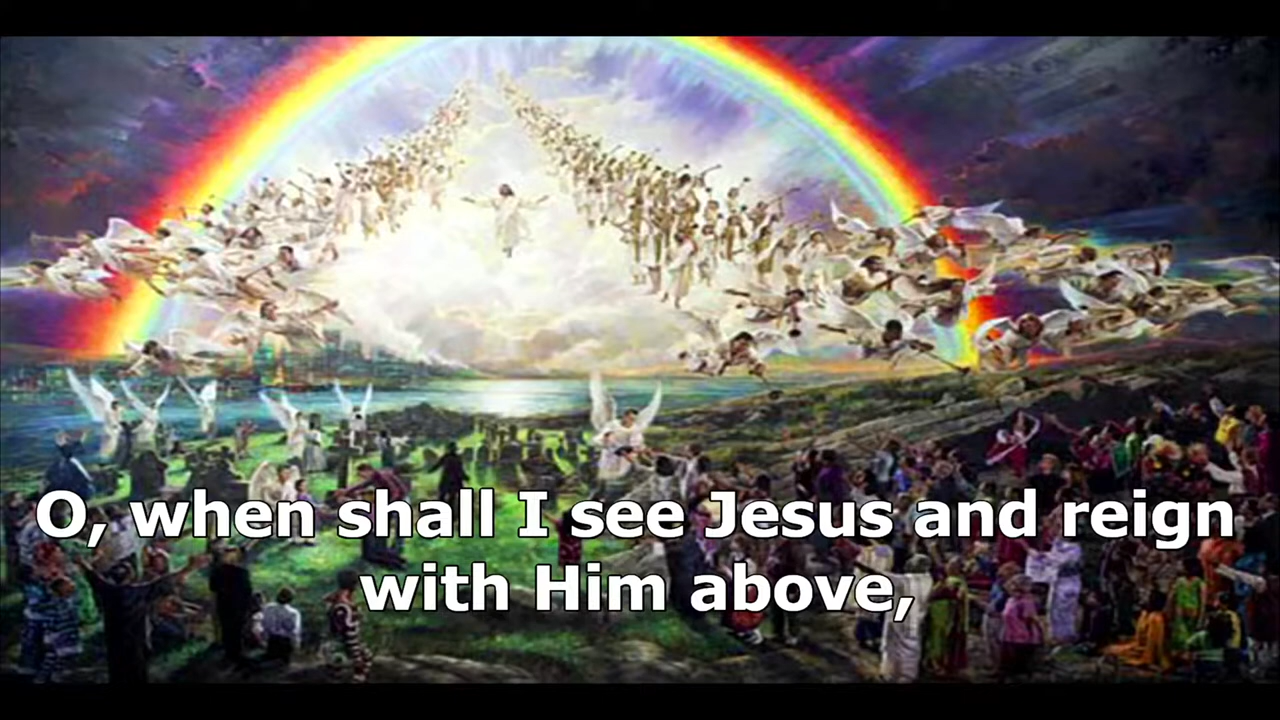 O, when shall I see Jesus and reign
with Him above,